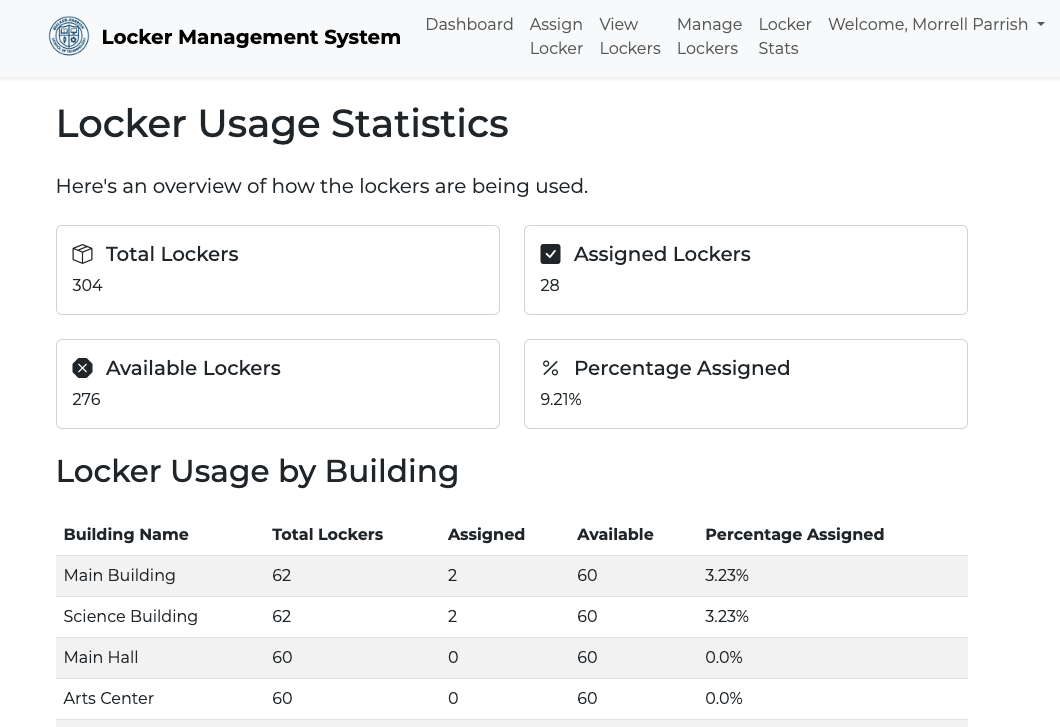 Locker Management System
Dashboard
Assign
Locker
View
Lockers
Manage
Lockers
Locker
Stats
Welcome, Morrell Parrish
Locker Usage Statistics
Here's an overview of how the lockers are being used.
Total Lockers
304
Assigned Lockers
28
Available Lockers
276
Percentage Assigned
9.21%
Locker Usage by Building
Building Name Total Lockers Assigned Available Percentage Assigned
Main Building 62 2 60 3.23%
Science Building 62 2 60 3.23%
Main Hall 60 0 60 0.0%
Arts Center 60 0 60 0.0%